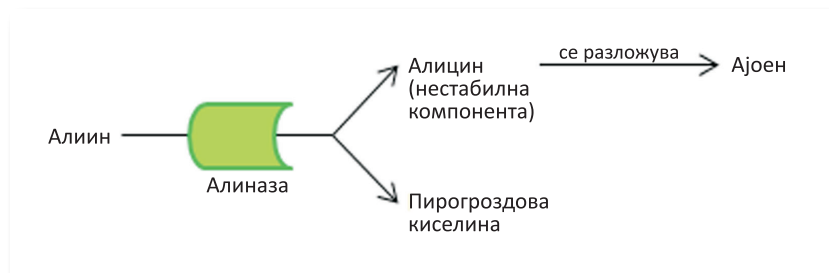 Алиин
Алиназа
Алицин
(нестабилна
компонента)
се разложува
Ајоен
Пирогроздова
киселина